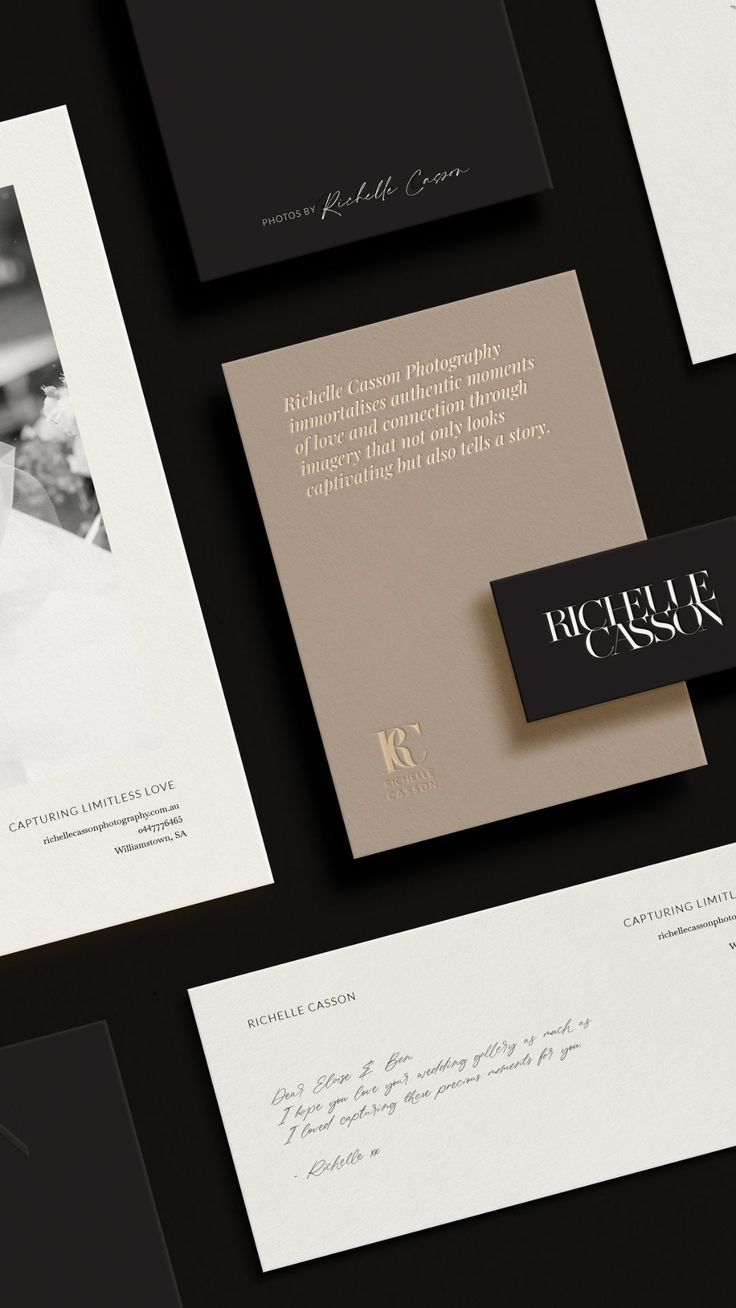 PHOTOS BY Richelle Casson
Richelle Casson Photography
immortalises authentic moments
of love and connection through
imagery that not only looks
captivating but also tells a story.
RICHELLE
CASSON
RC
RICHELLE
CASSON
CAPTURING LIMITLESS LOVE
richellecassonphotography.com.au
0447776465
Williamstown, SA
CAPTURING LIMITL
richellecassonphoto
W
RICHELLE CASSON
Dear Eloise & Ben,
I hope you love your wedding gallery as much as
I loved capturing these precious moments for you.
- Richelle xx